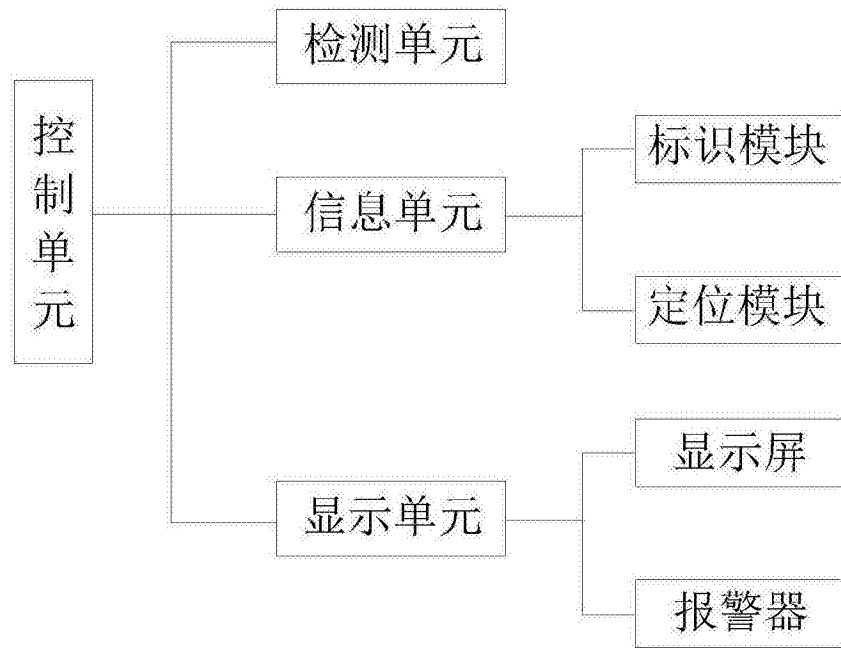 控制单元
检测单元
信息单元
标识模块
定位模块
显示单元
显示屏
报警器